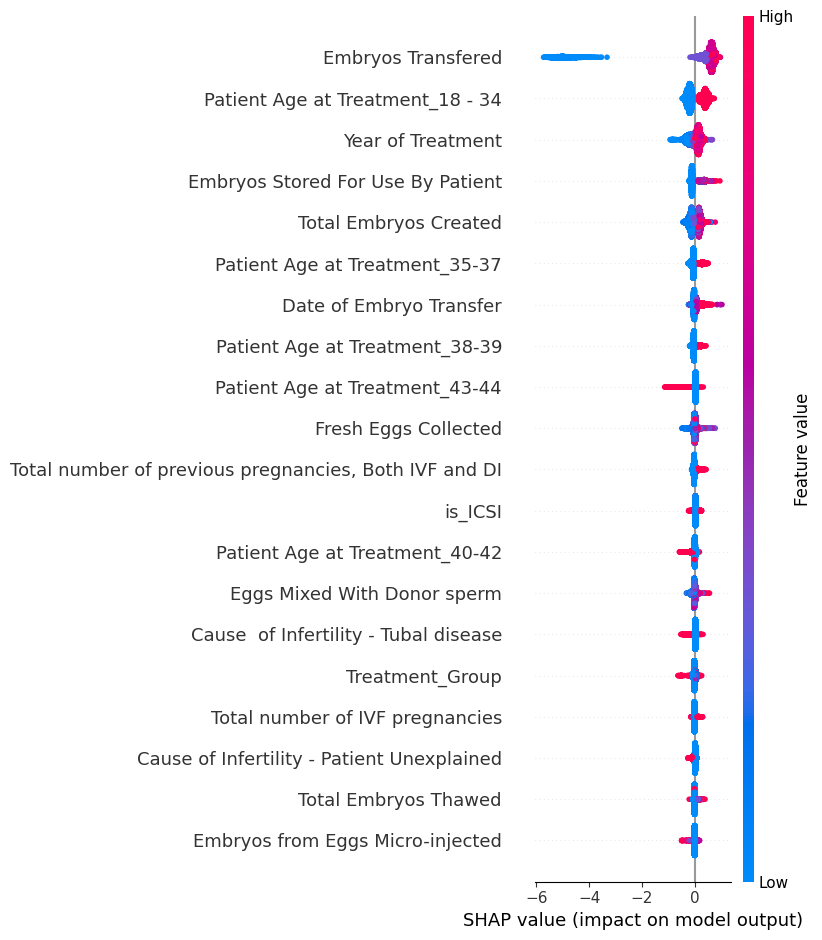 High
Embryos Transfered
Patient Age at Treatment_18 - 34
Year of Treatment
Embryos Stored For Use By Patient
Total Embryos Created
Patient Age at Treatment_35-37
Date of Embryo Transfer
Patient Age at Treatment_38-39
Patient Age at Treatment_43-44
Fresh Eggs Collected
Total number of previous pregnancies, Both IVF and DI
is_ICSI
Patient Age at Treatment_40-42
Eggs Mixed With Donor sperm
Cause  of Infertility - Tubal disease
Treatment_Group
Total number of IVF pregnancies
Cause of Infertility - Patient Unexplained
Total Embryos Thawed
Embryos from Eggs Micro-injected
Feature value
Low
−6 −4 −2 0
SHAP value (impact on model output)